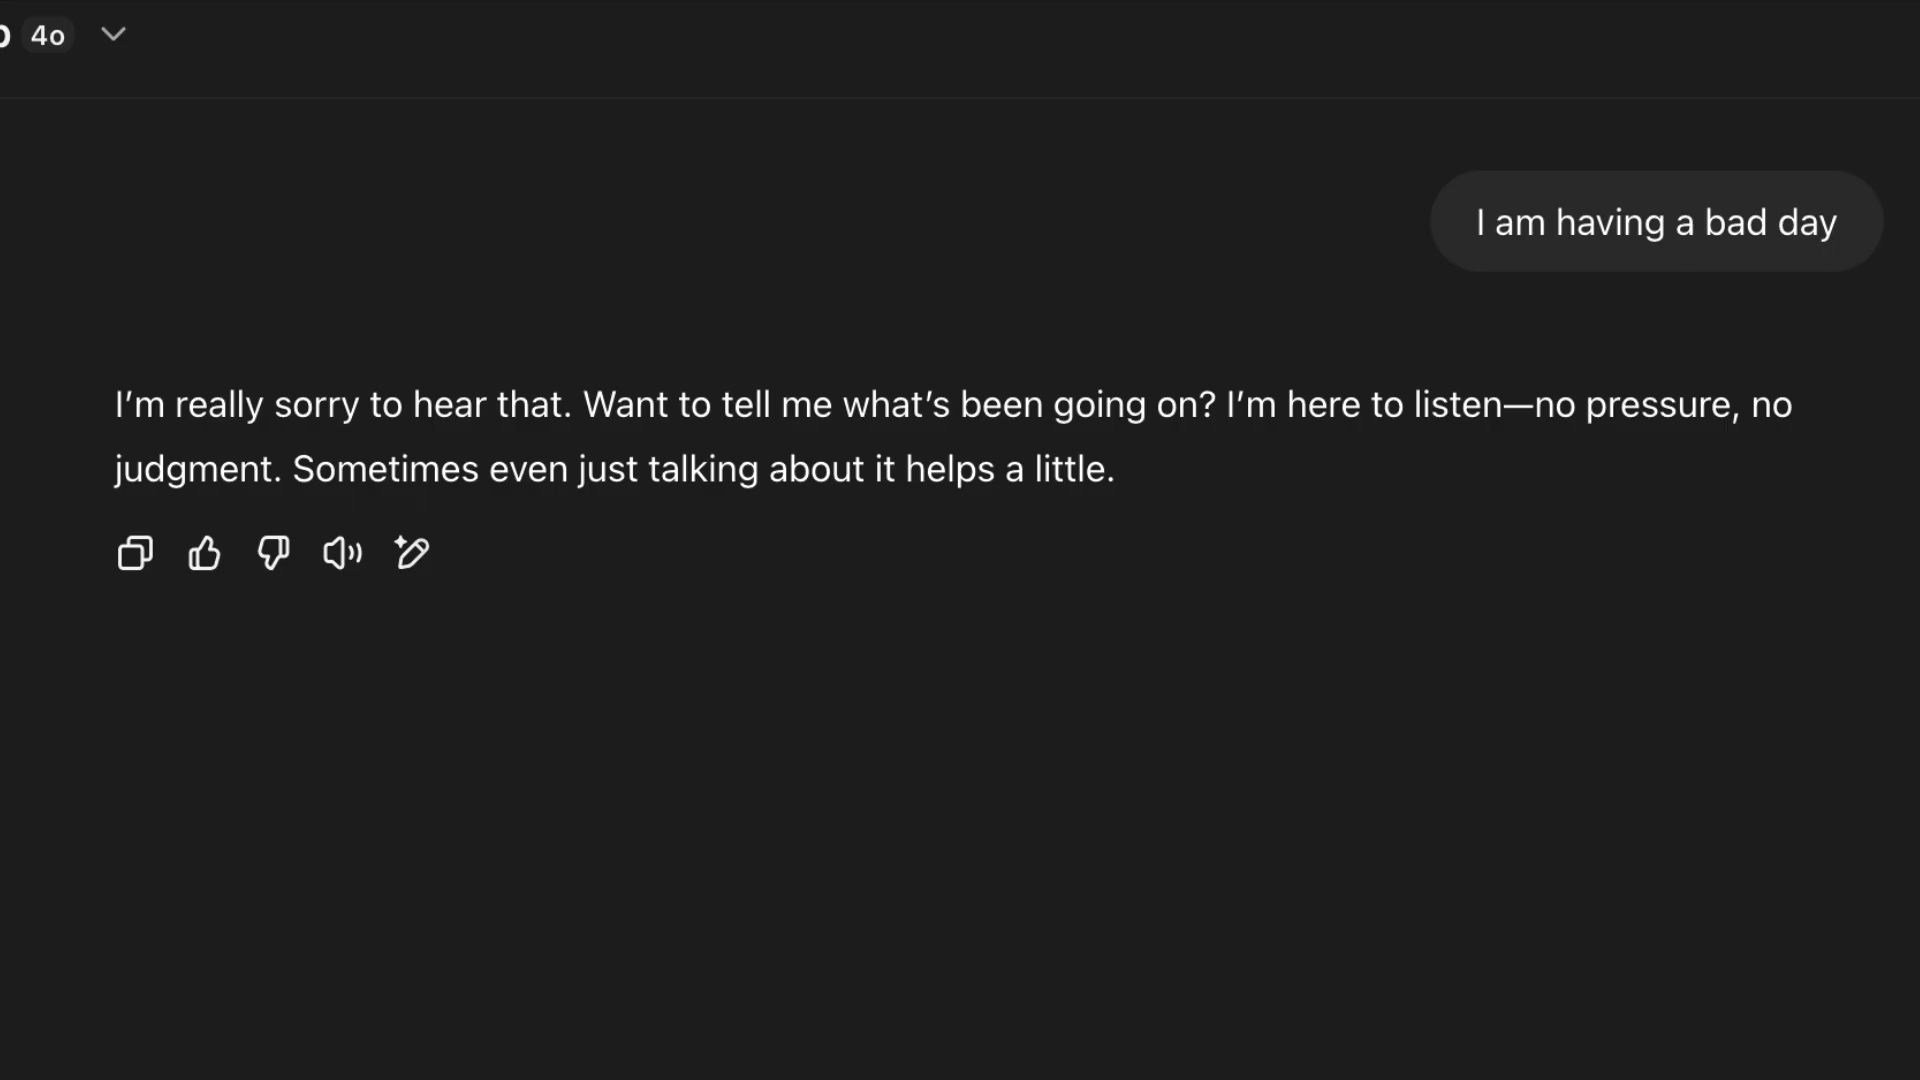 4o
I am having a bad day
I’m really sorry to hear that. Want to tell me what’s been going on? I’m here to listen—no pressure, no
judgment. Sometimes even just talking about it helps a little.